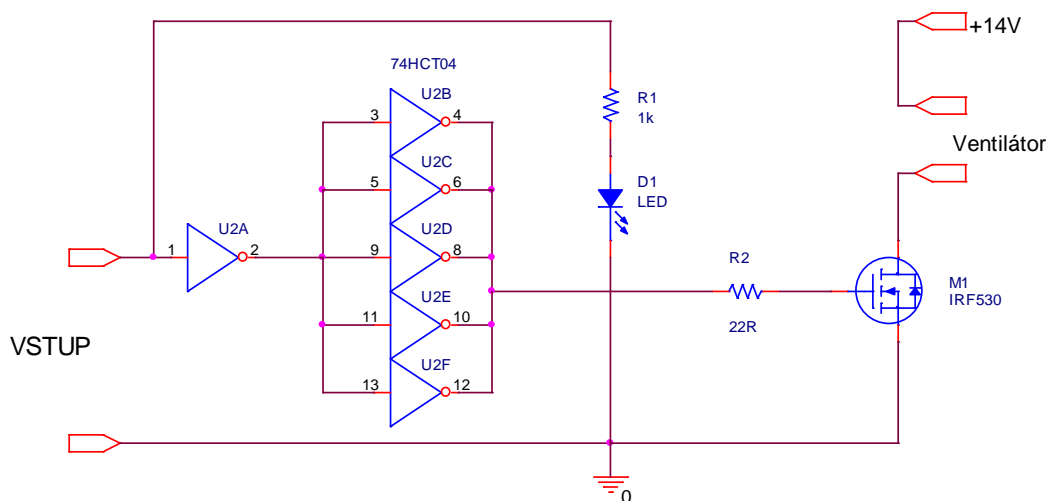 +14V
74HCT04
U2B
3
4
R1
1k
Ventilátor
U2C
5
6
D1
LED
U2A
1
2
U2D
9
8
R2
22R
M1
IRF530
U2E
11
10
VSTUP
U2F
13
12
0